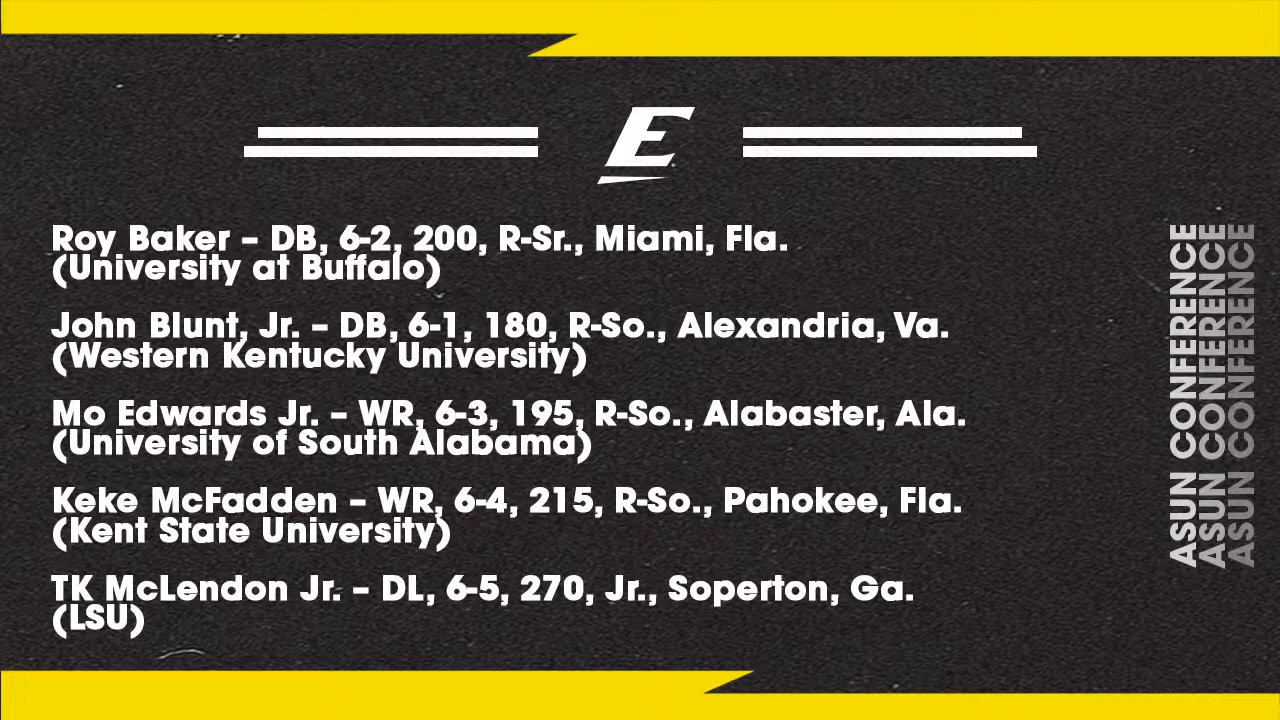 E
Roy Baker – DB, 6-2, 200, R-Sr., Miami, Fla.
(University at Buffalo)
John Blunt, Jr. – DB, 6-1, 180, R-So., Alexandria, Va.
(Western Kentucky University)
Mo Edwards Jr. – WR, 6-3, 195, R-So., Alabaster, Ala.
(University of South Alabama)
Keke McFadden – WR, 6-4, 215, R-So., Pahokee, Fla.
(Kent State University)
TK McLendon Jr. – DL, 6-5, 270, Jr., Soperton, Ga.
(LSU)
ASUN CONFERENCE
ASUN CONFERENCE
ASUN CONFERENCE